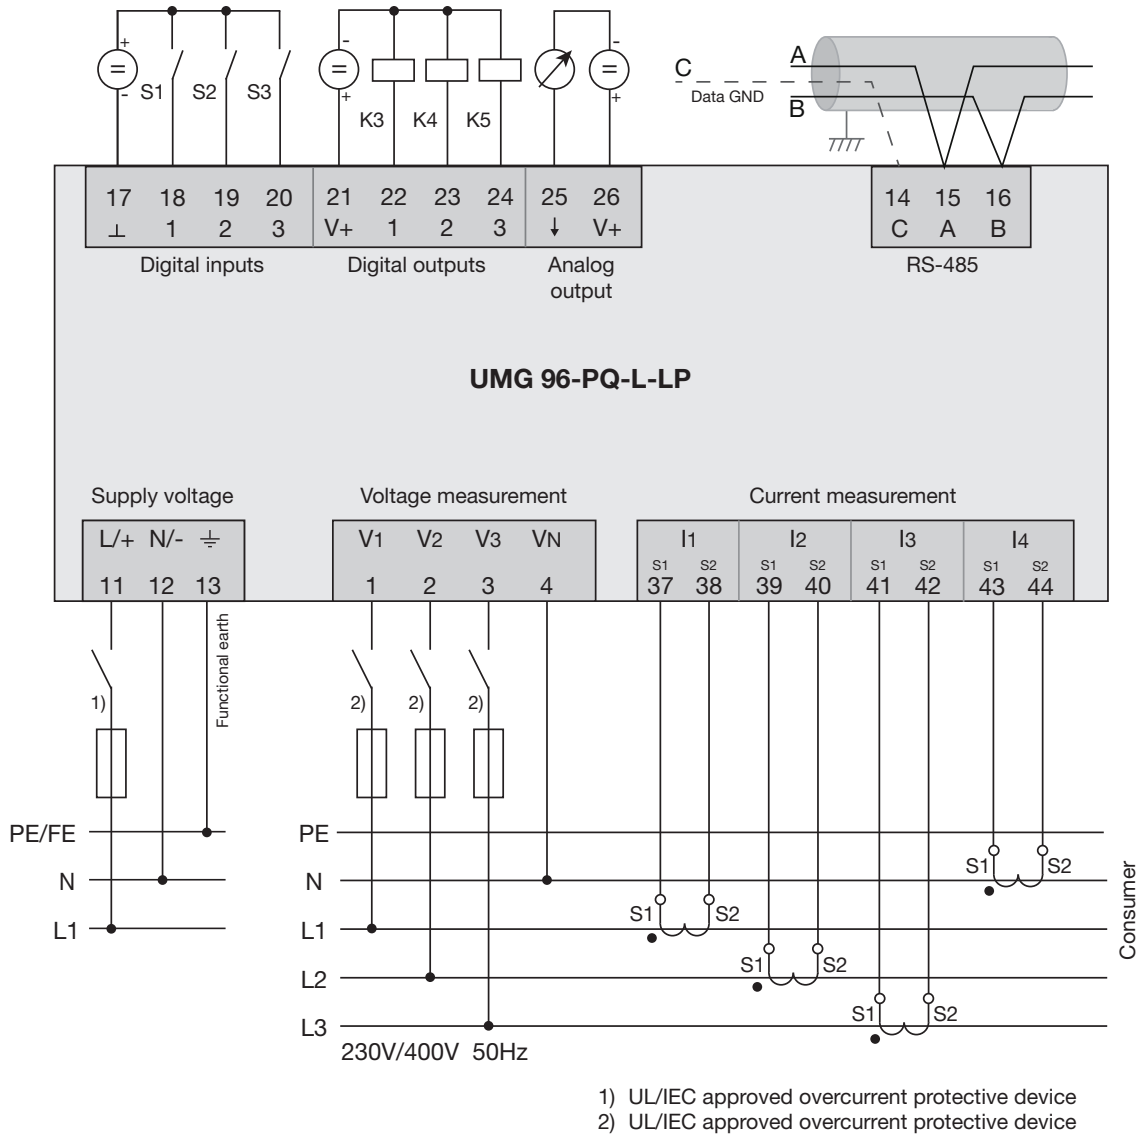 + - + - + -
= = =
S1 S2 S3
K3 K4 K5
C
Data GND
A
B
17 18 19 20 21 22 23 24 25 26
⊥ 1 2 3 V+ 1 2 3 ↓ V+
Digital inputs
Digital outputs
Analog
output
14 15 16
C A B
RS-485
UMG 96-PQ-L-LP
Supply voltage
L/+ N/-
11 12 13
Voltage measurement
V1 V2 V3 VN
1 2 3 4
Current measurement
I1 I2 I3 I4
S1 S2 S1 S2 S1 S2 S1 S2
37 38 39 40 41 42 43 44
Functional earth
1)
2) 2) 2)
PE/FE
N
L1
PE
N
L1
L2
L3
S1 S2
S1 S2
S1 S2
S1 S2
Consumer
230V/400V 50Hz
1) UL/IEC approved overcurrent protective device
2) UL/IEC approved overcurrent protective device